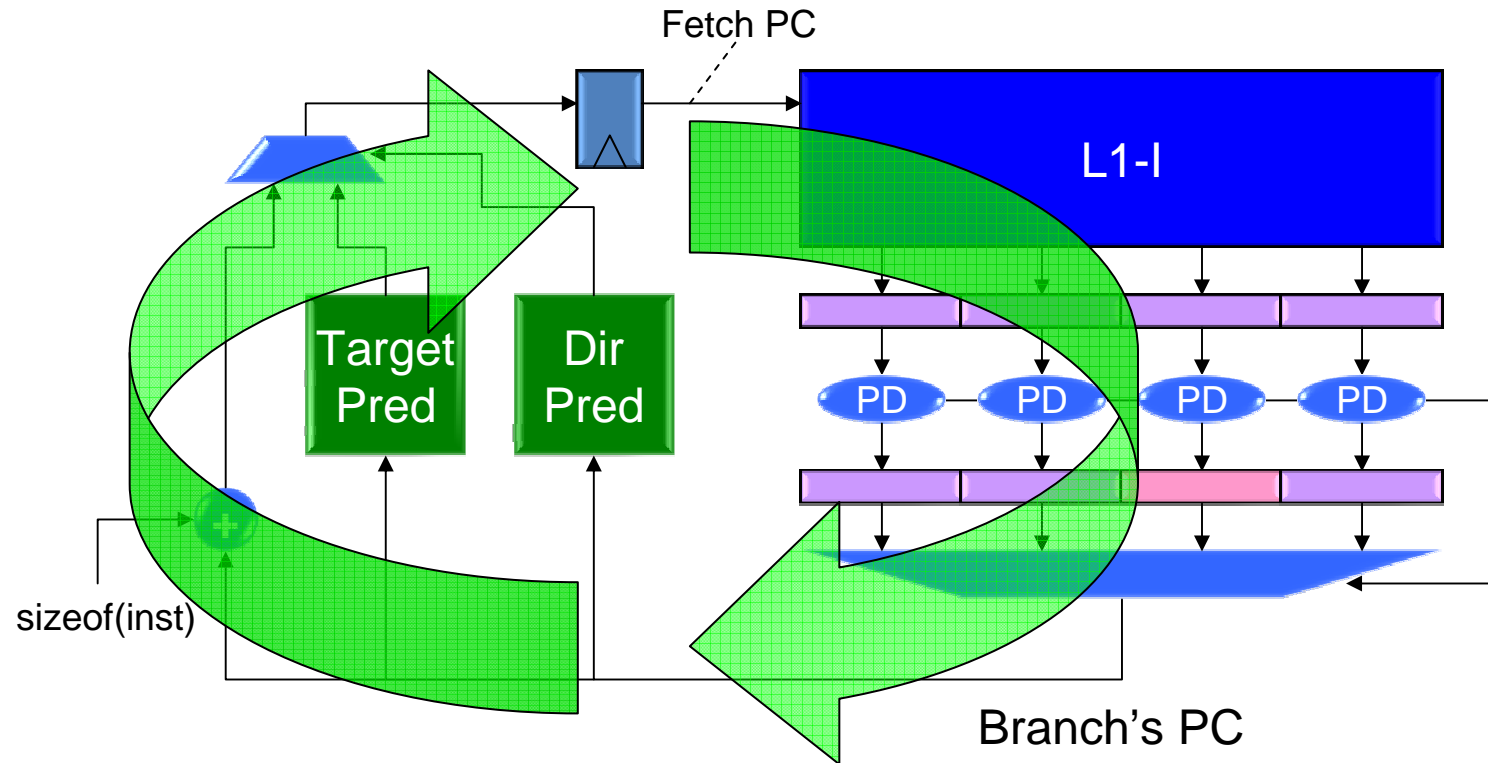 Fetch PC
L1-I
Target
Pred
Dir
Pred
PD
PD
PD
PD
+
sizeof(inst)
Branch's PC